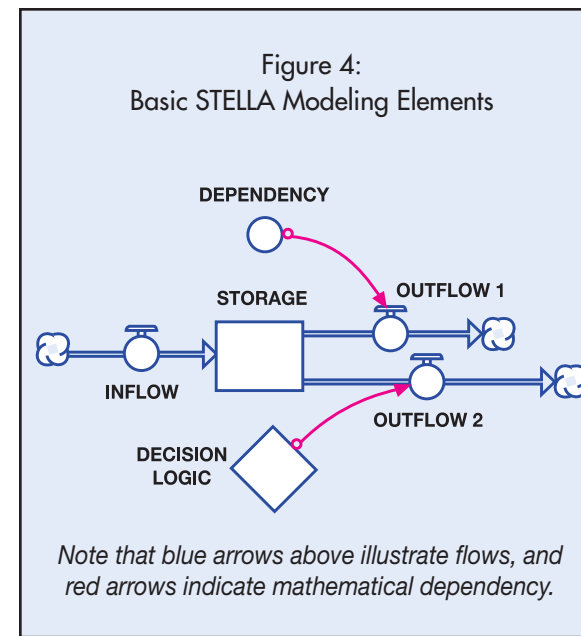 Figure 4:
Basic STELLA Modeling Elements
DEPENDENCY
OUTFLOW 1
STORAGE
INFLOW
OUTFLOW 2
DECISION
LOGIC
Note that blue arrows above illustrate flows, and
red arrows indicate mathematical dependency.